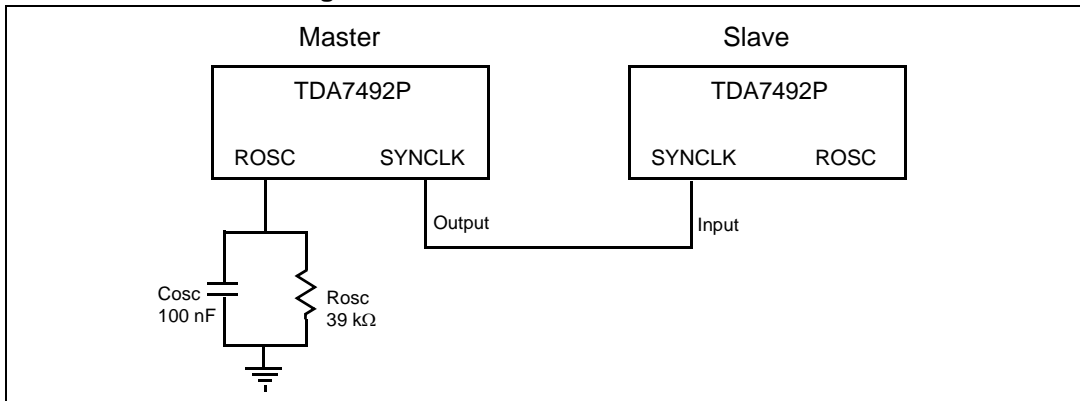 Master
Slave
TDA7492P
TDA7492P
ROSC
SYNCLK
SYNCLK
ROSC
Output
Input
Cosc
100 nF
Rosc
39 kΩ